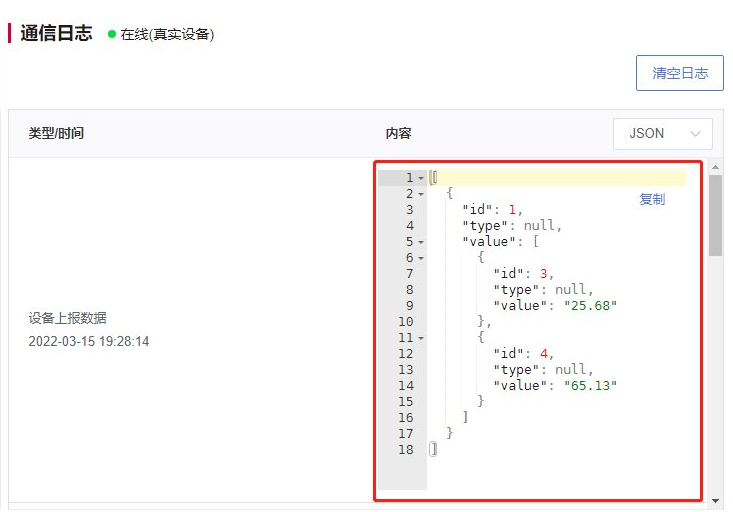 通信日志 在线(真实设备)
清空日志
类型/时间 内容 JSON
设备上报数据
2022-03-15 19:28:14
复制
1 [
2 {
3 "id": 1,
4 "type": null,
5 "value": [
6 {
7 "id": 3,
8 "type": null,
9 "value": "25.68"
10 },
11 {
12 "id": 4,
13 "type": null,
14 "value": "65.13"
15 }
16 ]
17 }
18 ]